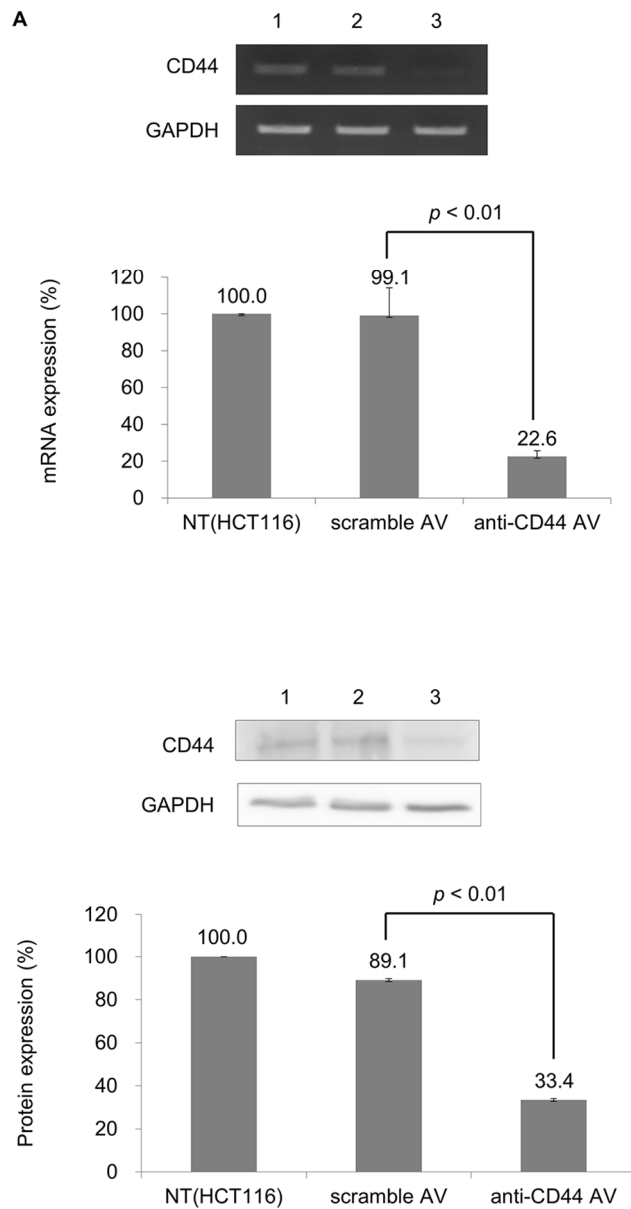 A
1 2 3
CD44
GAPDH
p < 0.01
mRNA expression (%)
120
100
80
60
40
20
0
100.0
99.1
22.6
NT(HCT116) scramble AV anti-CD44 AV
1 2 3
CD44
GAPDH
p < 0.01
Protein expression (%)
120
100
80
60
40
20
0
100.0
89.1
33.4
NT(HCT116) scramble AV anti-CD44 AV